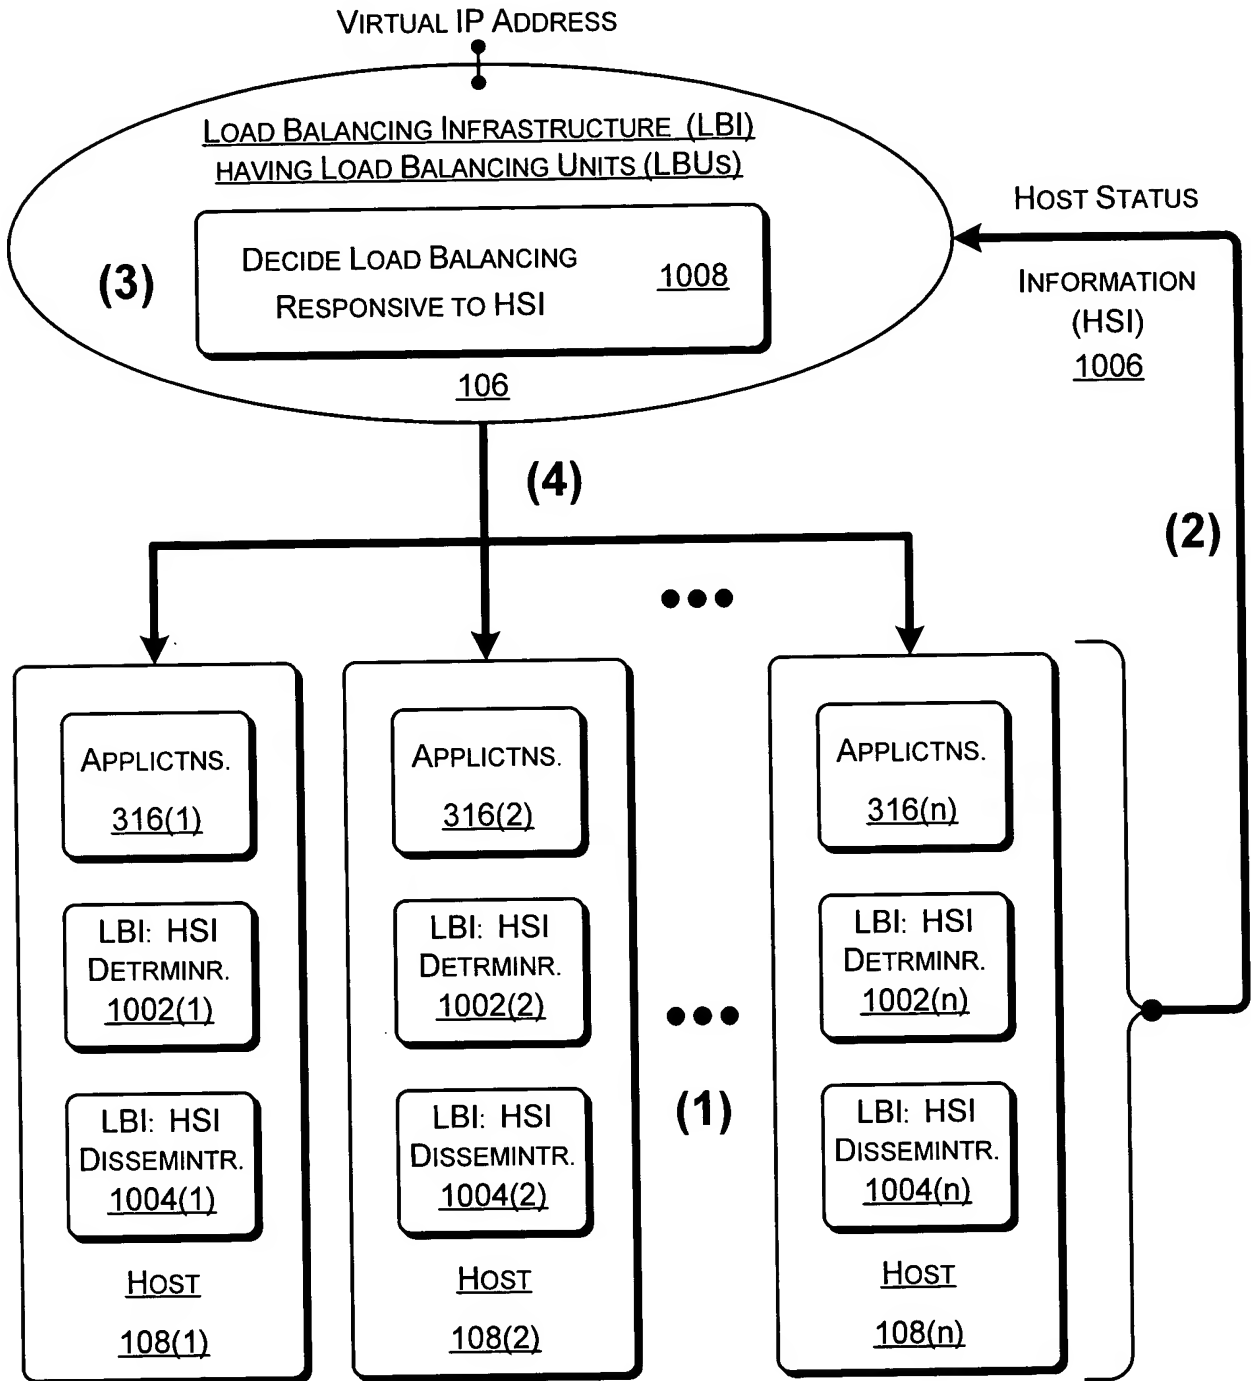 VIRTUAL IP ADDRESS
LOAD BALANCING INFRASTRUCTURE (LBI)
HAVING LOAD BALANCING UNITS (LBUS)
DECIDE LOAD BALANCING
RESPONSIVE TO HSI
1008
(3)
106
HOST STATUS
INFORMATION
(HSI)
1006
(4)
(2)
APPLICTNS.
316(1)
LBI: HSI
DETRMINR.
1002(1)
LBI: HSI
DISSEMINTR.
1004(1)
HOST
108(1)
APPLICTNS.
316(2)
LBI: HSI
DETRMINR.
1002(2)
LBI: HSI
DISSEMINTR.
1004(2)
HOST
108(2)
(1)
APPLICTNS.
316(n)
LBI: HSI
DETRMINR.
1002(n)
LBI: HSI
DISSEMINTR.
1004(n)
HOST
108(n)